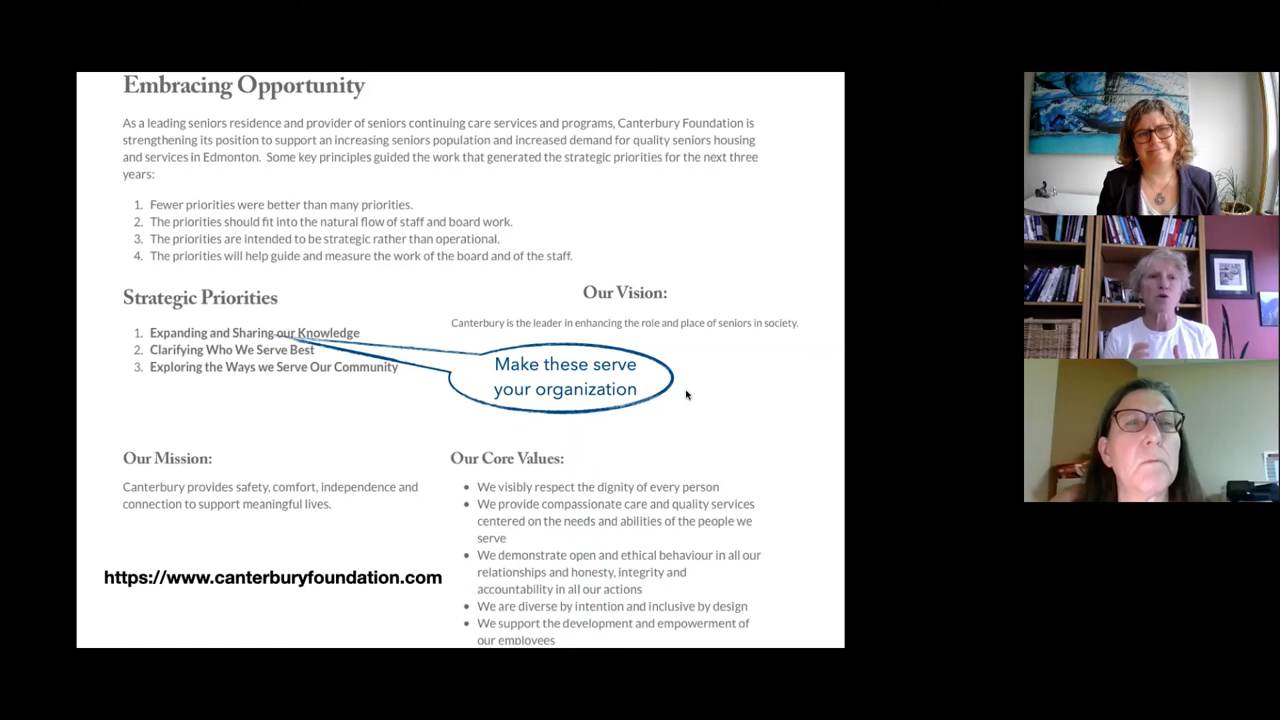 Embracing Opportunity
As a leading seniors residence and provider of seniors continuing care services and programs, Canterbury Foundation is
strengthening its position to support an increasing seniors population and increased demand for quality seniors housing
and services in Edmonton.  Some key principles guided the work that generated the strategic priorities for the next three
years:
1. Fewer priorities were better than many priorities.
2. The priorities should fit into the natural flow of staff and board work.
3. The priorities are intended to be strategic rather than operational.
4. The priorities will help guide and measure the work of the board and of the staff.
Strategic Priorities
1. Expanding and Sharing our Knowledge
2. Clarifying Who We Serve Best
3. Exploring the Ways we Serve Our Community
Our Vision:
Canterbury is the leader in enhancing the role and place of seniors in society.
Make these serve
your organization
Our Mission:
Canterbury provides safety, comfort, independence and
connection to support meaningful lives.
https://www.canterburyfoundation.com
Our Core Values:
• We visibly respect the dignity of every person
• We provide compassionate care and quality services
centered on the needs and abilities of the people we
serve
• We demonstrate open and ethical behaviour in all our
relationships and honesty, integrity and
accountability in all our actions
• We are diverse by intention and inclusive by design
• We support the development and empowerment of
our employees